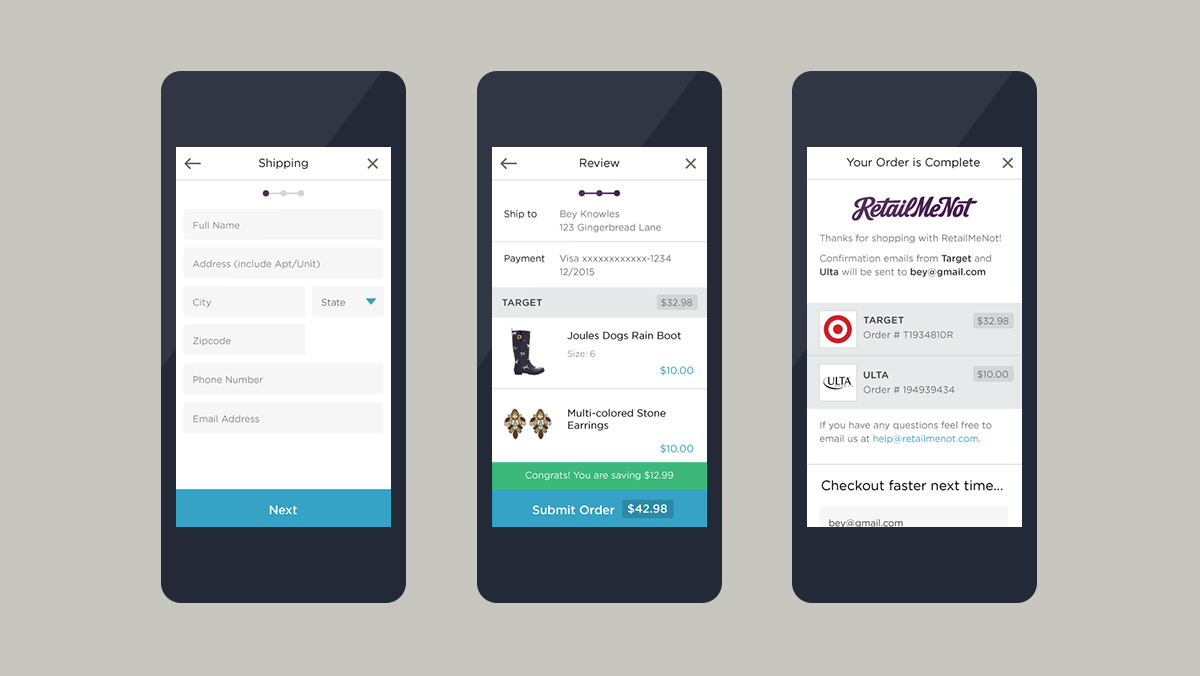 Shipping
Full Name
Address (include Apt/Unit)
City
State
Zipcode
Phone Number
Email Address
Next
Review
Ship to
Bey Knowles
123 Gingerbread Lane
Payment
Visa xxxxxxxxxxxx-1234
12/2015
TARGET
$32.98
Joules Dogs Rain Boot
Size: 6
$10.00
Multi-colored Stone
Earrings
$10.00
Congrats! You are saving $12.99
Submit Order $42.98
Your Order is Complete
RetailMeNot
Thanks for shopping with RetailMeNot!
Confirmation emails from Target and
Ulta will be sent to bey@gmail.com
TARGET
$32.98
Order # T1934810R
ULTA
ULTA
$10.00
Order # 194939434
If you have any questions feel free to
email us at help@retailmenot.com.
Checkout faster next time...
bey@gmail.com